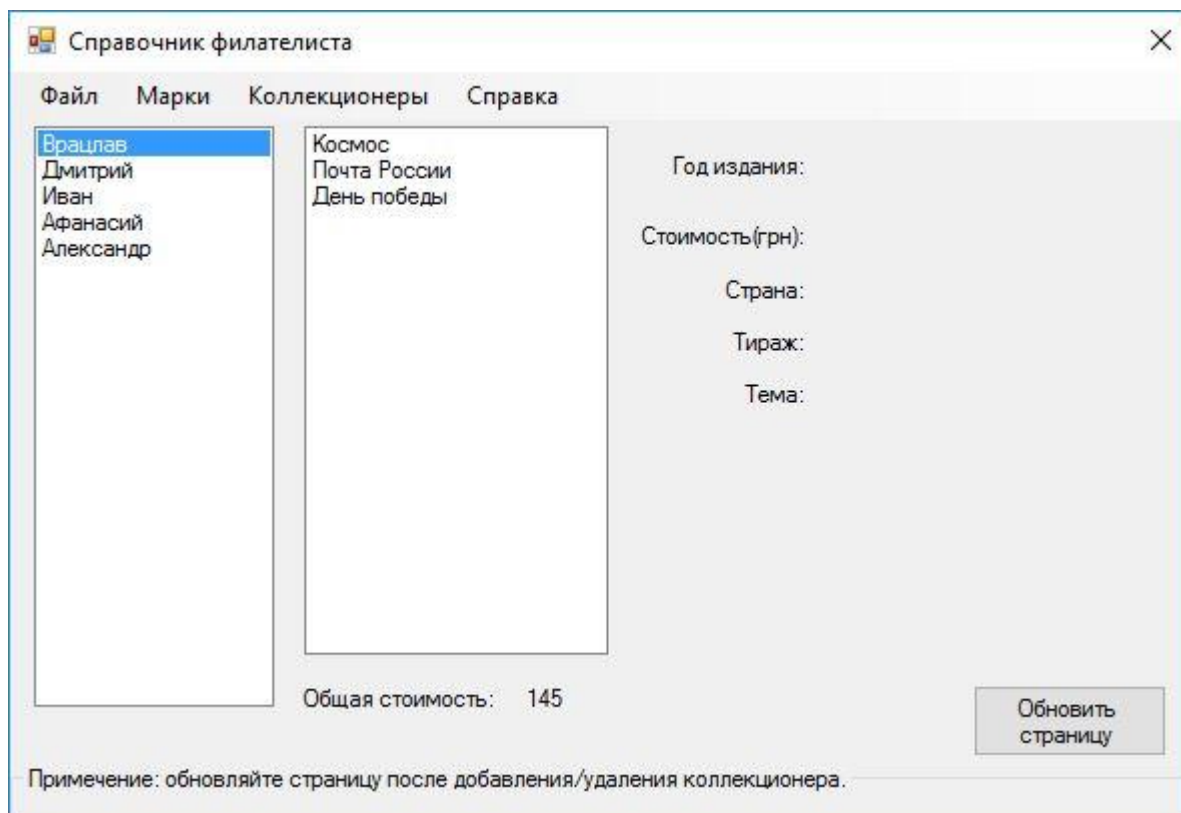 Справочник филателиста
Файл Марки Коллекционеры Справка
Врацлав
Дмитрий
Иван
Афанасий
Александр
Космос
Почта России
День победы
Год издания:
Стоимость(грн):
Страна:
Тираж:
Тема:
Общая стоимость: 145
Обновить
страницу
Примечание: обновляйте страницу после добавления/удаления коллекционера.